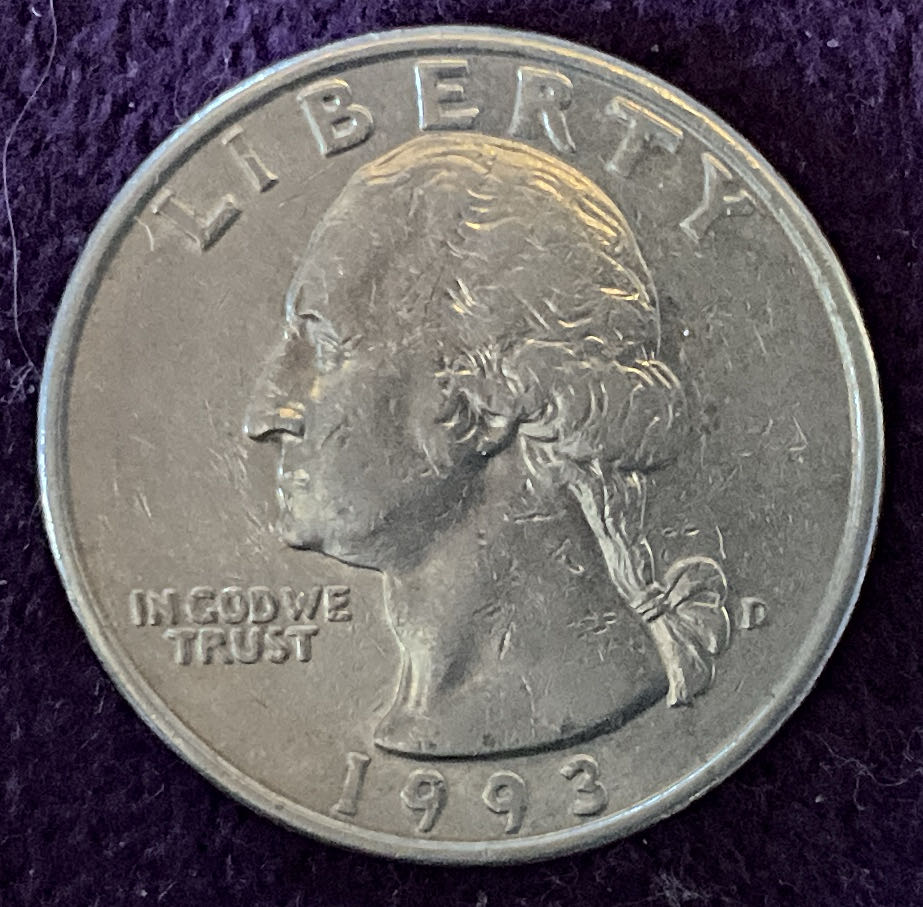 LIBERTY
IN GOD WE
TRUST
D
1993